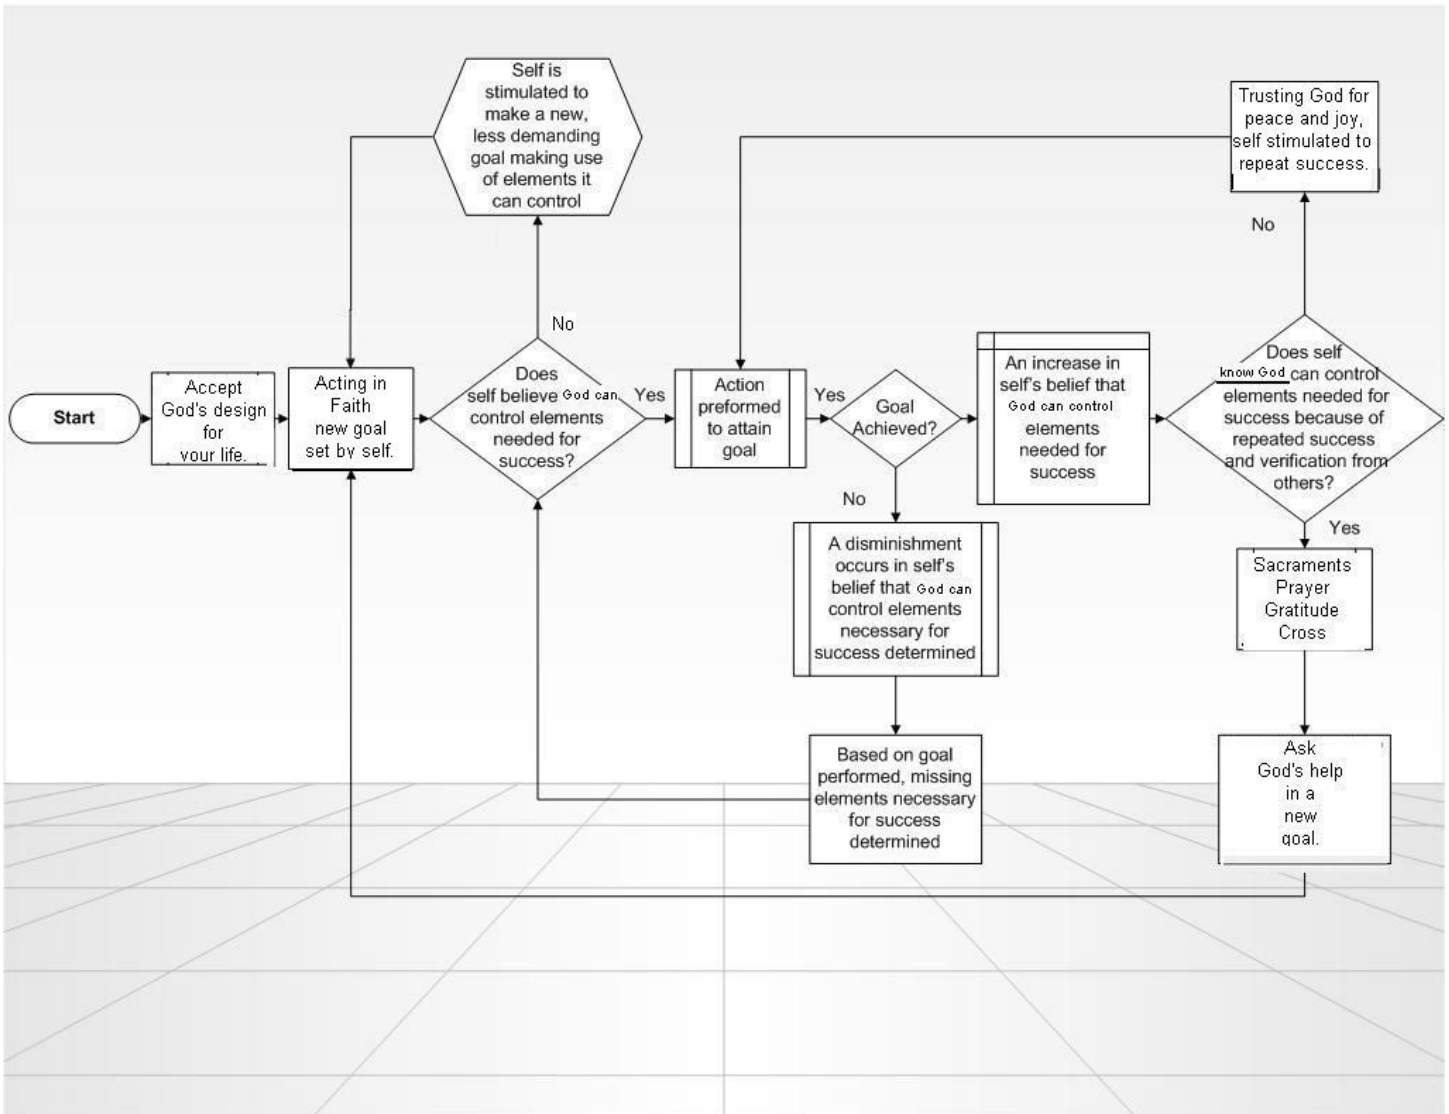 Self is
stimulated to
make a new,
less demanding
goal making use
of elements it
can control
Trusting God for
peace and joy,
self stimulated to
repeat success.
No
No
Start
Accept
God's design
for
your life.
Acting in
Faith
new goal
set by self.
Does
self believe God can
control elements
needed for
success?
Yes
Action
preformed
to attain
goal
Yes
Goal
Achieved?
An increase in
self's belief that
God can control
elements
needed for
success
Does self
know God can control
elements needed for
success because of
repeated success
and verification from
others?
No
Yes
A disminishment
occurs in self's
belief that God can
control elements
necessary for
success determined
Sacraments
Prayer
Gratitude
Cross
Based on goal
performed, missing
elements necessary
for success
determined
Ask
God's help
in a
new
goal.